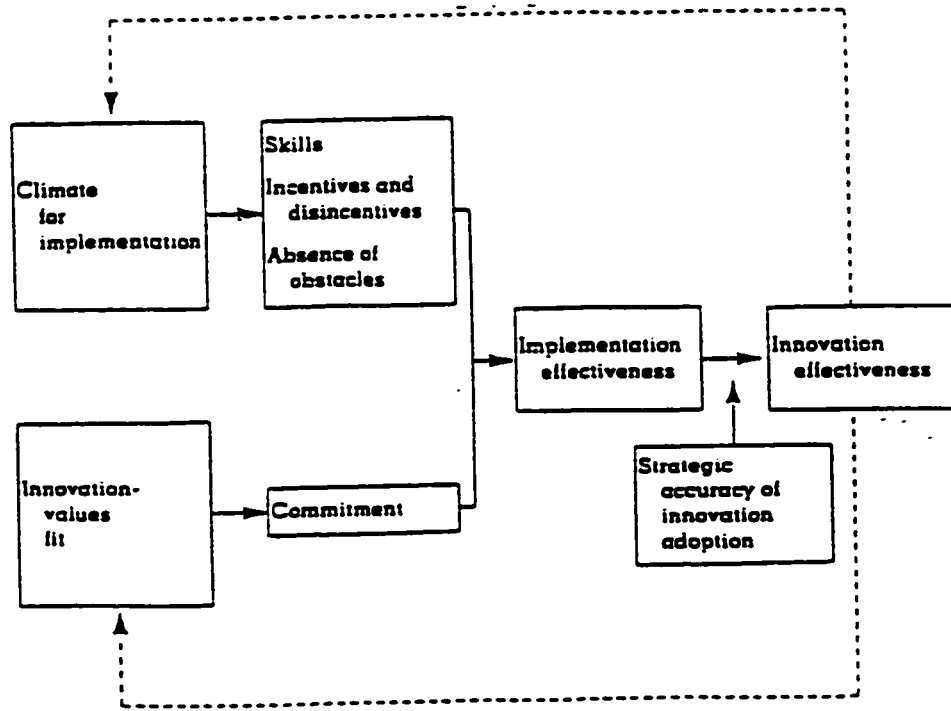 Skills
Incentives and
disincentives
Absence of
obstacles
Climate
for
implementation
Implementation
effectiveness
Innovation
effectiveness
Innovation-
values
fit
Commitment
Strategic
accuracy of
innovation
adoption